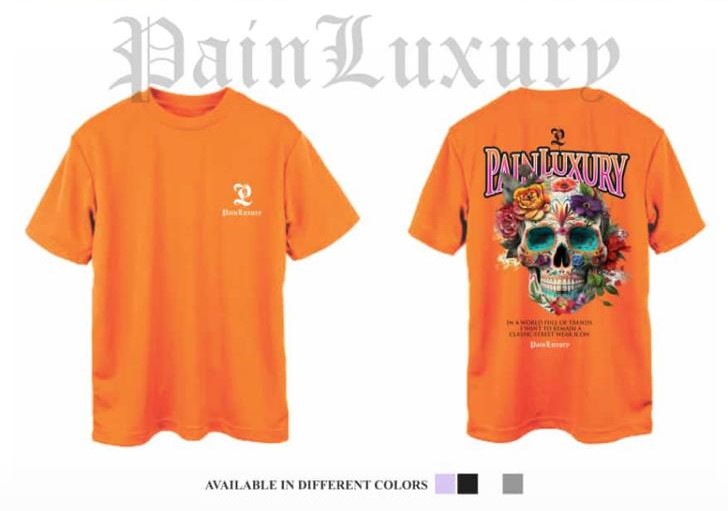 PainLuxury
P
PainLuxury
P
PAINLUXURY
IN A WORLD FULL OF TRENDS
I WANT TO REMAIN A
CLASSIC STREET WEAR ICON
PainLuxury
AVAILABLE IN DIFFERENT COLORS